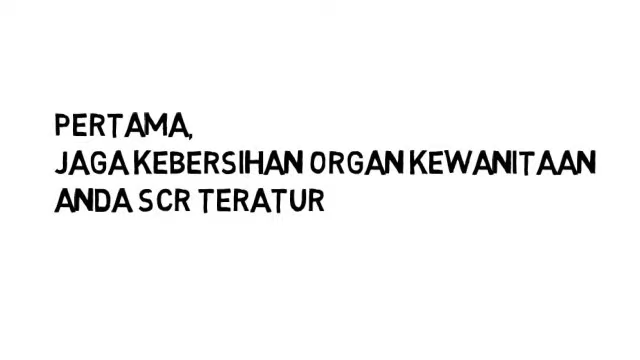 PERTAMA,
JAGA KEBERSIHAN ORGAN KEWANITAAN
ANDA SCR TERATUR